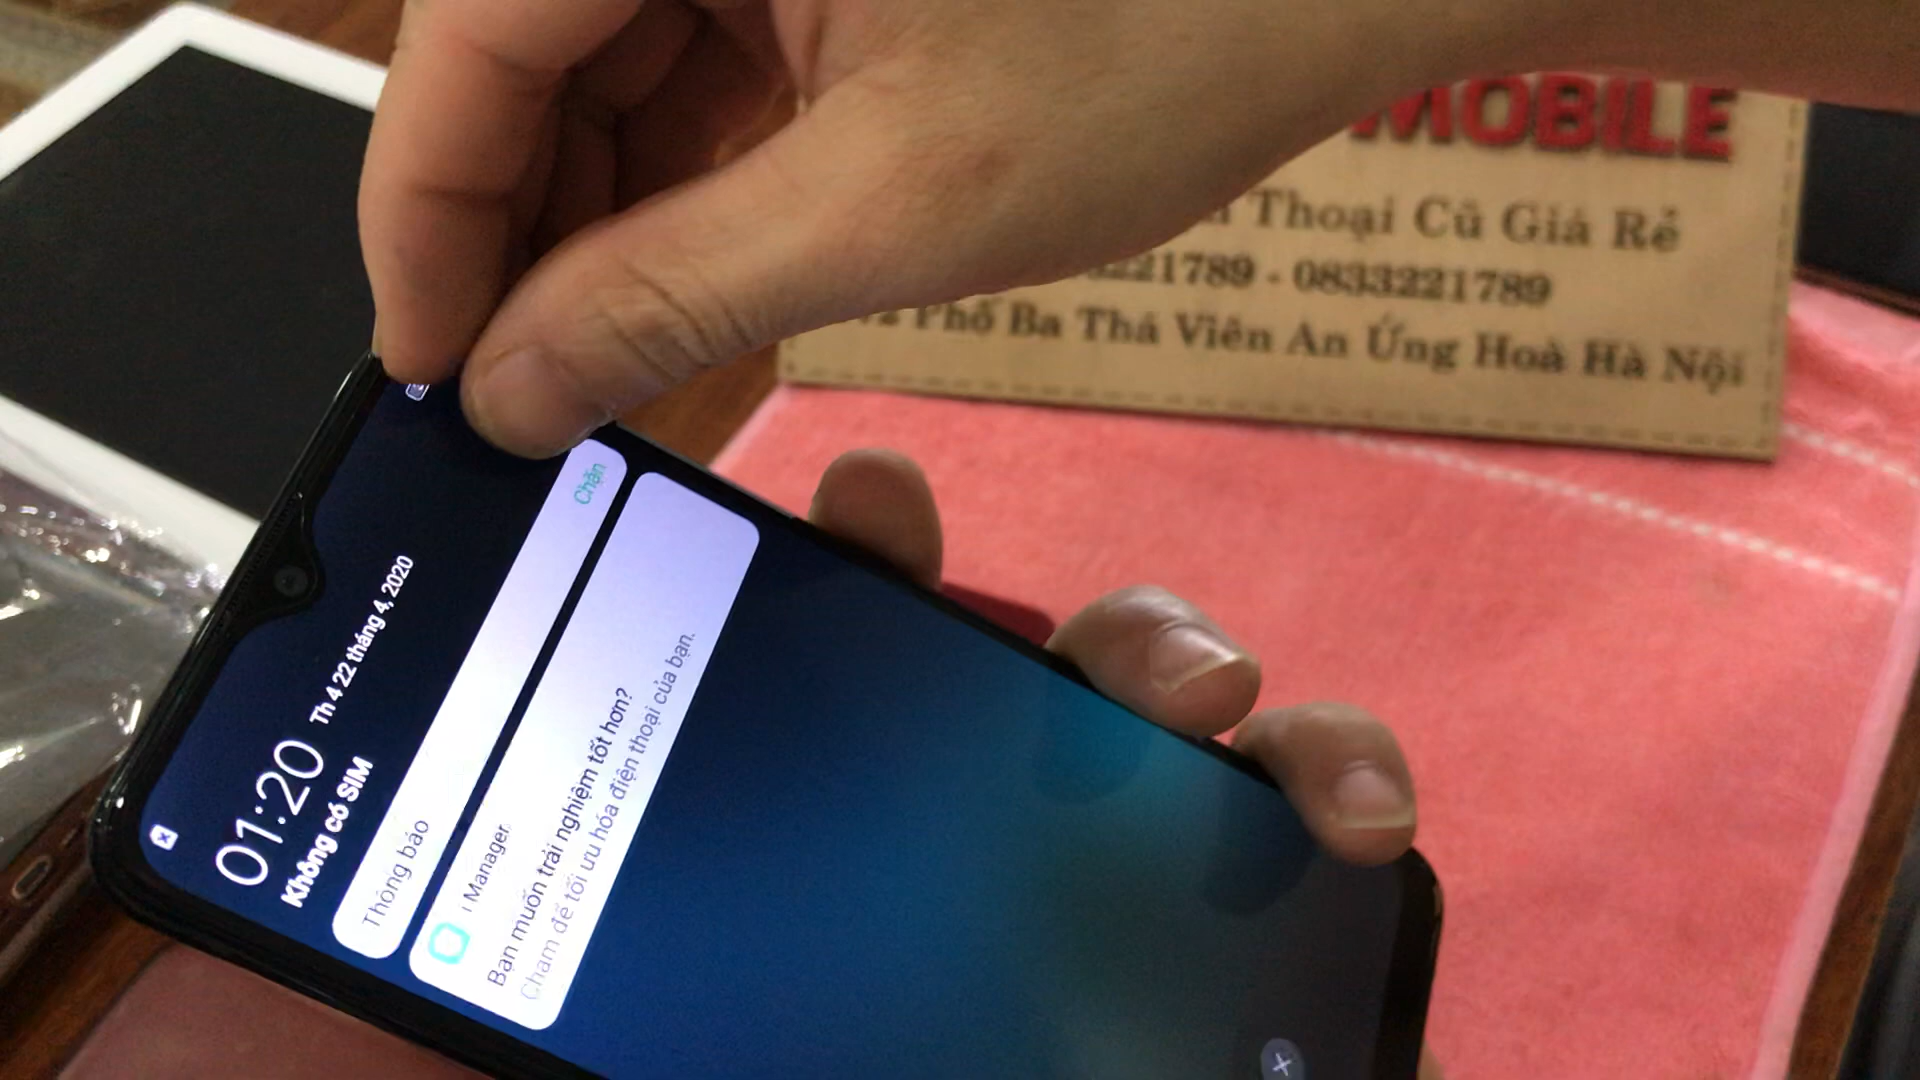 MOBILE
Thoại Cũ Giá Rẻ
221789 - 0833221789
Phố Ba Thá Viên An Ứng Hoà Hà Nội
01:20
Th 4 22 tháng 4, 2020
Không có SIM
Thông báo
Chặn
i Manager
Bạn muốn trải nghiệm tốt hơn?
Chạm để tối ưu hóa điện thoại của bạn.